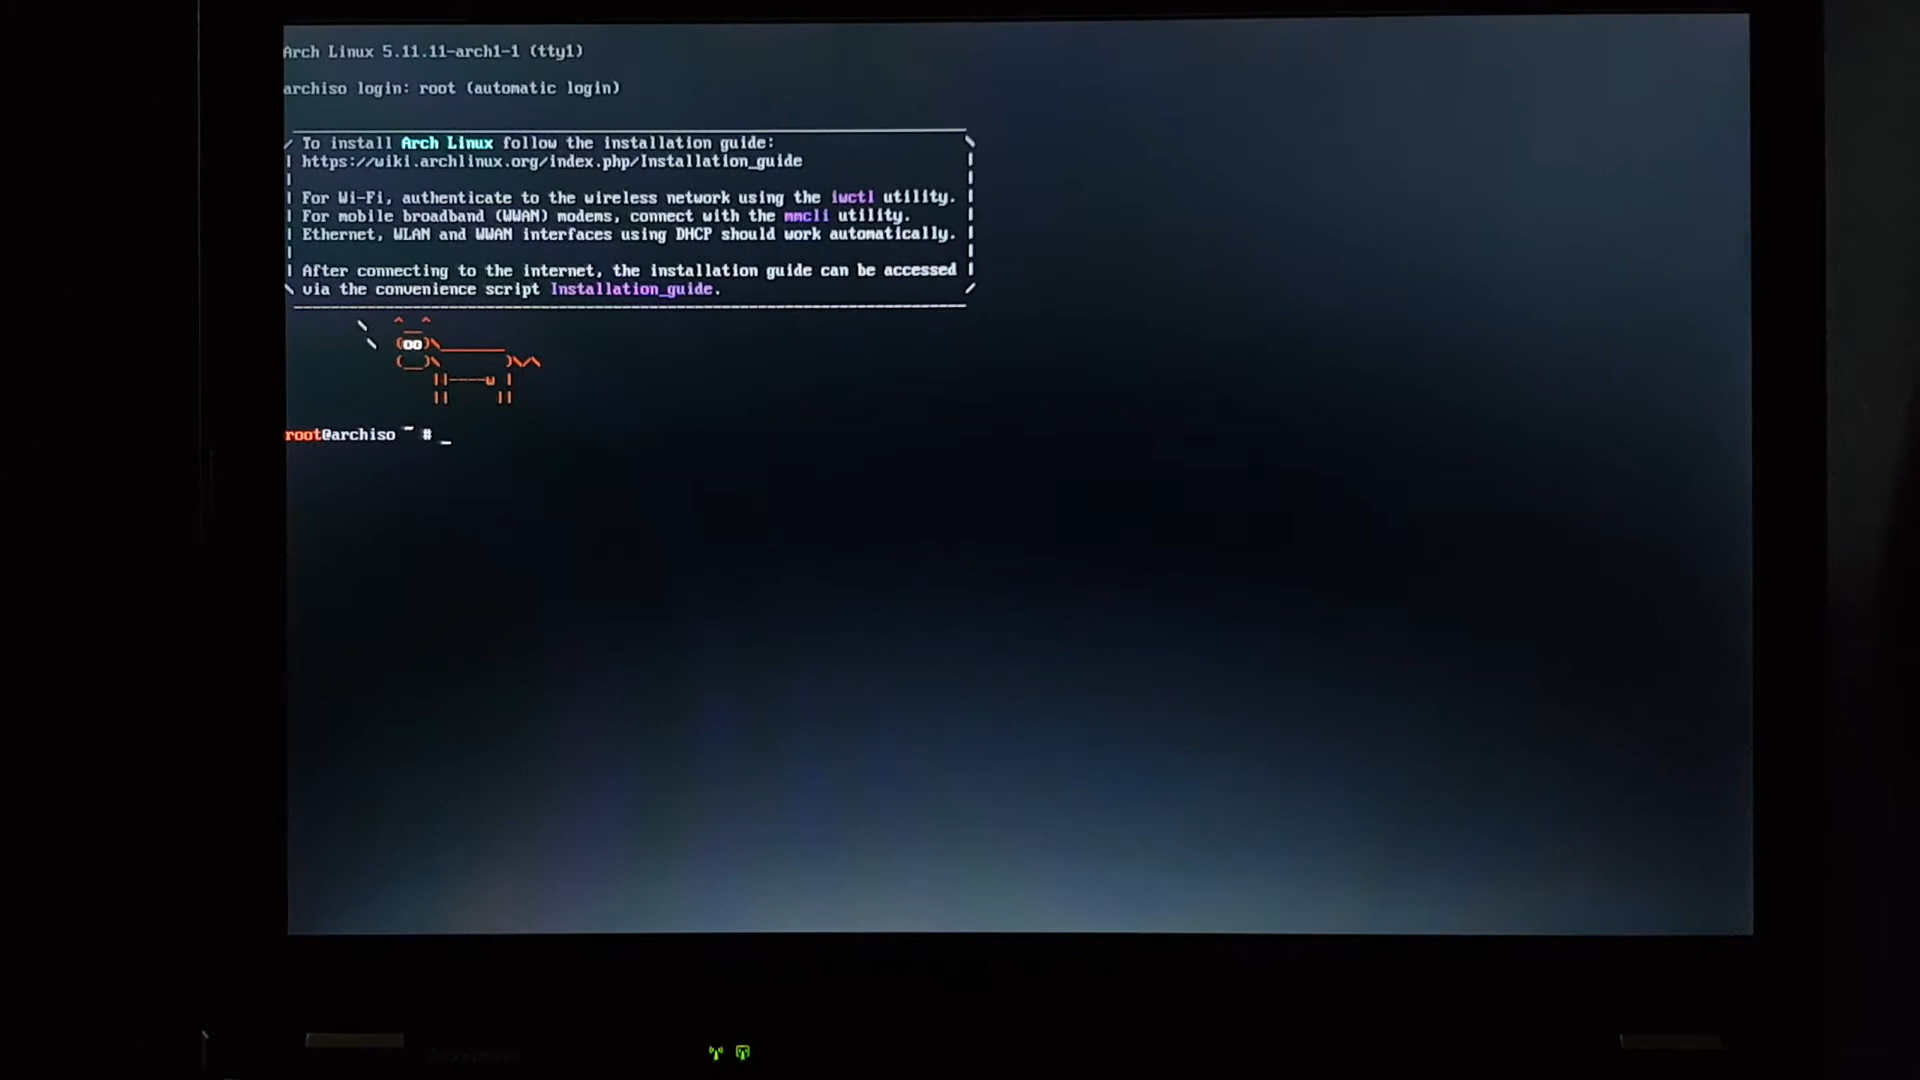 Arch Linux 5.11.11-arch1-1 (tty1)
archiso login: root (automatic login)
To install Arch Linux follow the installation guide:
https://wiki.archlinux.org/index.php/Installation_guide
For Wi-Fi, authenticate to the wireless network using the iwctl utility.
For mobile broadband (WWAN) modems, connect with the mmcli utility.
Ethernet, WLAN and WWAN interfaces using DHCP should work automatically.
After connecting to the internet, the installation guide can be accessed
via the convenience script Installation_guide.
root@archiso ~ # _